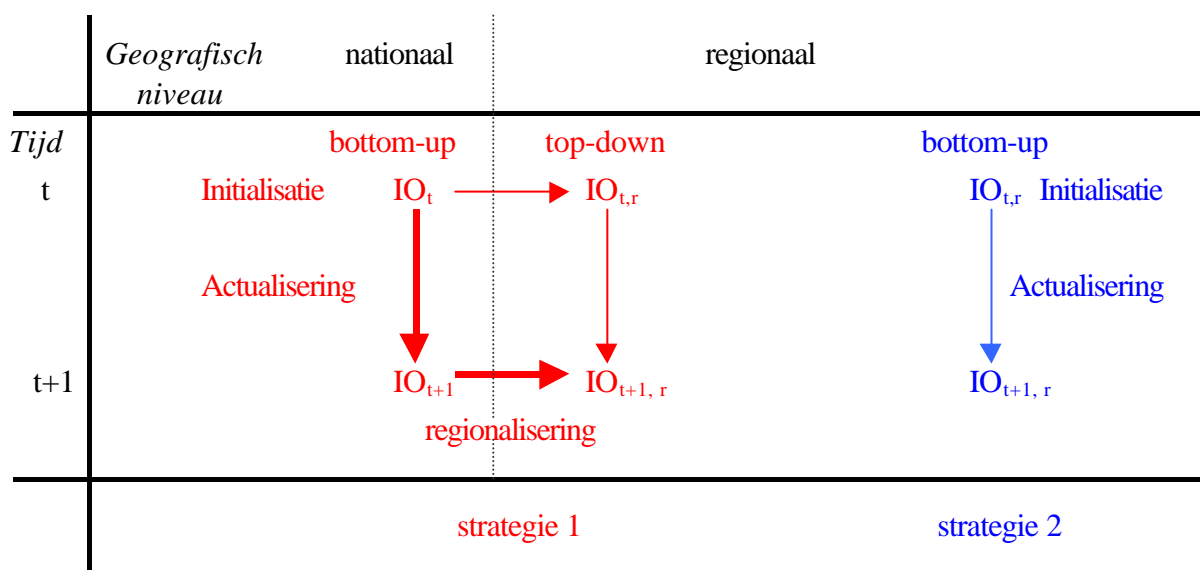 Geografisch nationaal regionaal
niveau
Tijd bottom-up top-down bottom-up
t Initialisatie IOt IOt,r IOt,r Initialisatie
Actualisering Actualisering
t+1 IOt+1 IOt+1, r IOt+1, r
regionalisering
strategie 1 strategie 2